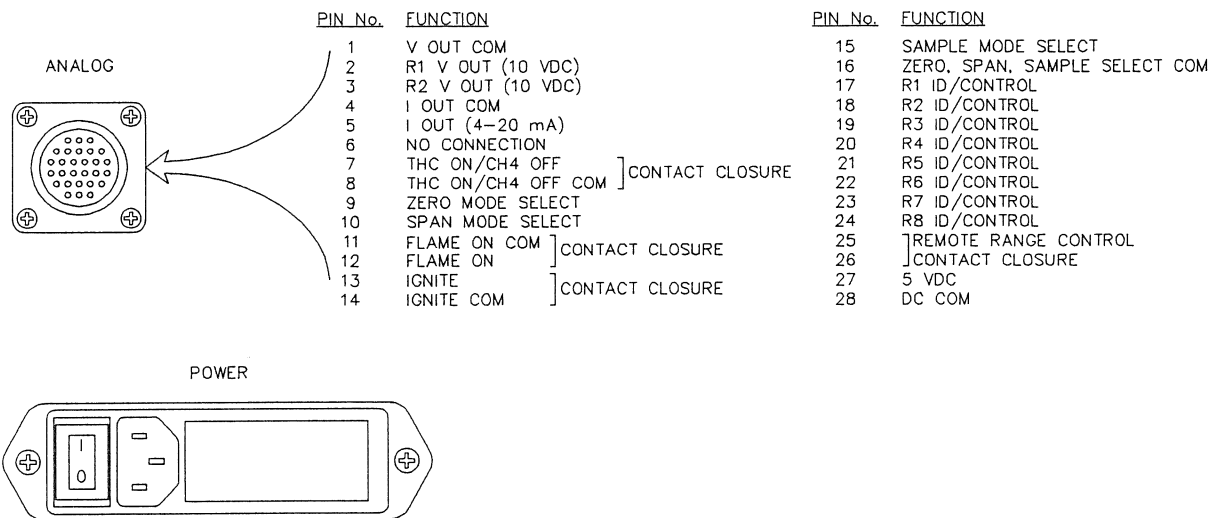 ANALOG
PIN No. FUNCTION
1 V OUT COM
2 R1 V OUT (10 VDC)
3 R2 V OUT (10 VDC)
4 I OUT COM
5 I OUT (4-20 mA)
6 NO CONNECTION
7 THC ON/CH4 OFF
8 THC ON/CH4 OFF COM
CONTACT CLOSURE
9 ZERO MODE SELECT
10 SPAN MODE SELECT
11 FLAME ON COM
12 FLAME ON
CONTACT CLOSURE
13 IGNITE
14 IGNITE COM
CONTACT CLOSURE
PIN No. FUNCTION
15 SAMPLE MODE SELECT
16 ZERO, SPAN, SAMPLE SELECT COM
17 R1 ID/CONTROL
18 R2 ID/CONTROL
19 R3 ID/CONTROL
20 R4 ID/CONTROL
21 R5 ID/CONTROL
22 R6 ID/CONTROL
23 R7 ID/CONTROL
24 R8 ID/CONTROL
25 REMOTE RANGE CONTROL
26 CONTACT CLOSURE
27 5 VDC
28 DC COM
POWER
I
0